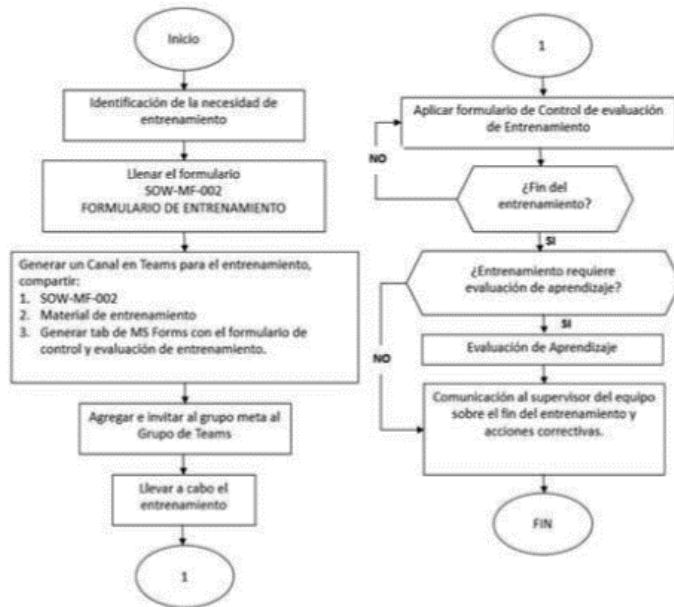 Inicio
Identificación de la necesidad de
entrenamiento
Llenar el formulario
SOW-MF-002
FORMULARIO DE ENTRENAMIENTO
Generar un Canal en Teams para el entrenamiento,
compartir:
1. SOW-MF-002
2. Material de entrenamiento
3. Generar tab de MS Forms con el formulario de
control y evaluación de entrenamiento.
Agregar e invitar al grupo meta al
Grupo de Teams
Llevar a cabo el
entrenamiento
1
1
Aplicar formulario de Control de evaluación
de Entrenamiento
NO
¿Fin del
entrenamiento?
SI
¿Entrenamiento requiere
evaluación de aprendizaje?
SI
NO
Evaluación de Aprendizaje
Comunicación al supervisor del equipo
sobre el fin del entrenamiento y
acciones correctivas.
FIN